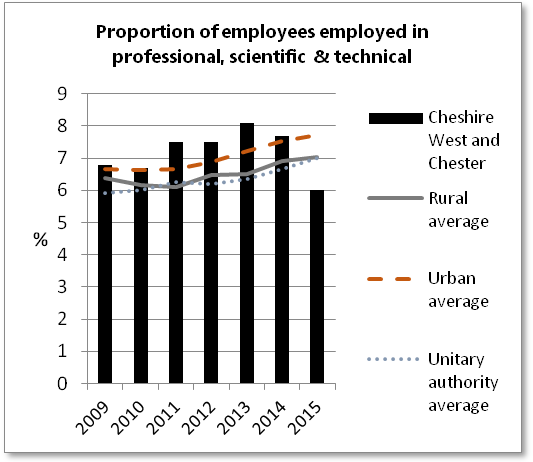 Proportion of employees employed in
professional, scientific & technical
9
8
7
6
5
4
3
2
1
0
%
2009
2010
2011
2012
2013
2014
2015
Cheshire
West and
Chester
Rural
average
Urban
average
Unitary
authority
average